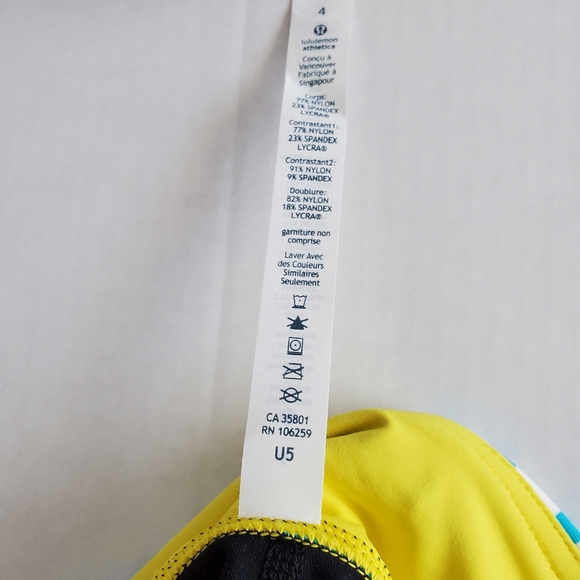 4
lululemon
athletica
Conçu à
Vancouver
Fabriqué à
Singapour
Corps:
77% NYLON
23% SPANDEX
LYCRA®
Contrastant1:
77% NYLON
23% SPANDEX
LYCRA®
Contrastant2:
91% NYLON
9% SPANDEX
Doublure:
82% NYLON
18% SPANDEX
LYCRA®
garniture non
comprise
Laver Avec
des Couleurs
Similaires
Seulement
CA 35801
RN 106259
U5